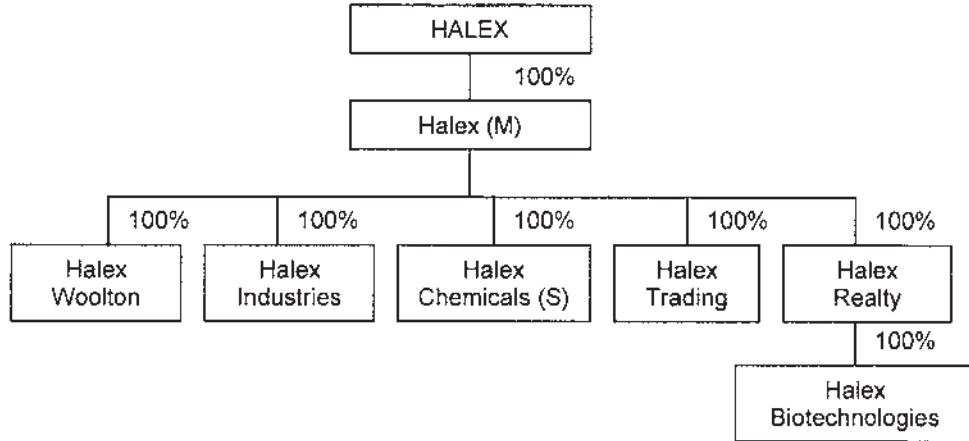 HALEX
100%
Halex (M)
100% 100% 100% 100% 100%
Halex Halex Halex Halex Halex
Woolton Industries Chemicals (S) Trading Realty
100%
Halex
Biotechnologies